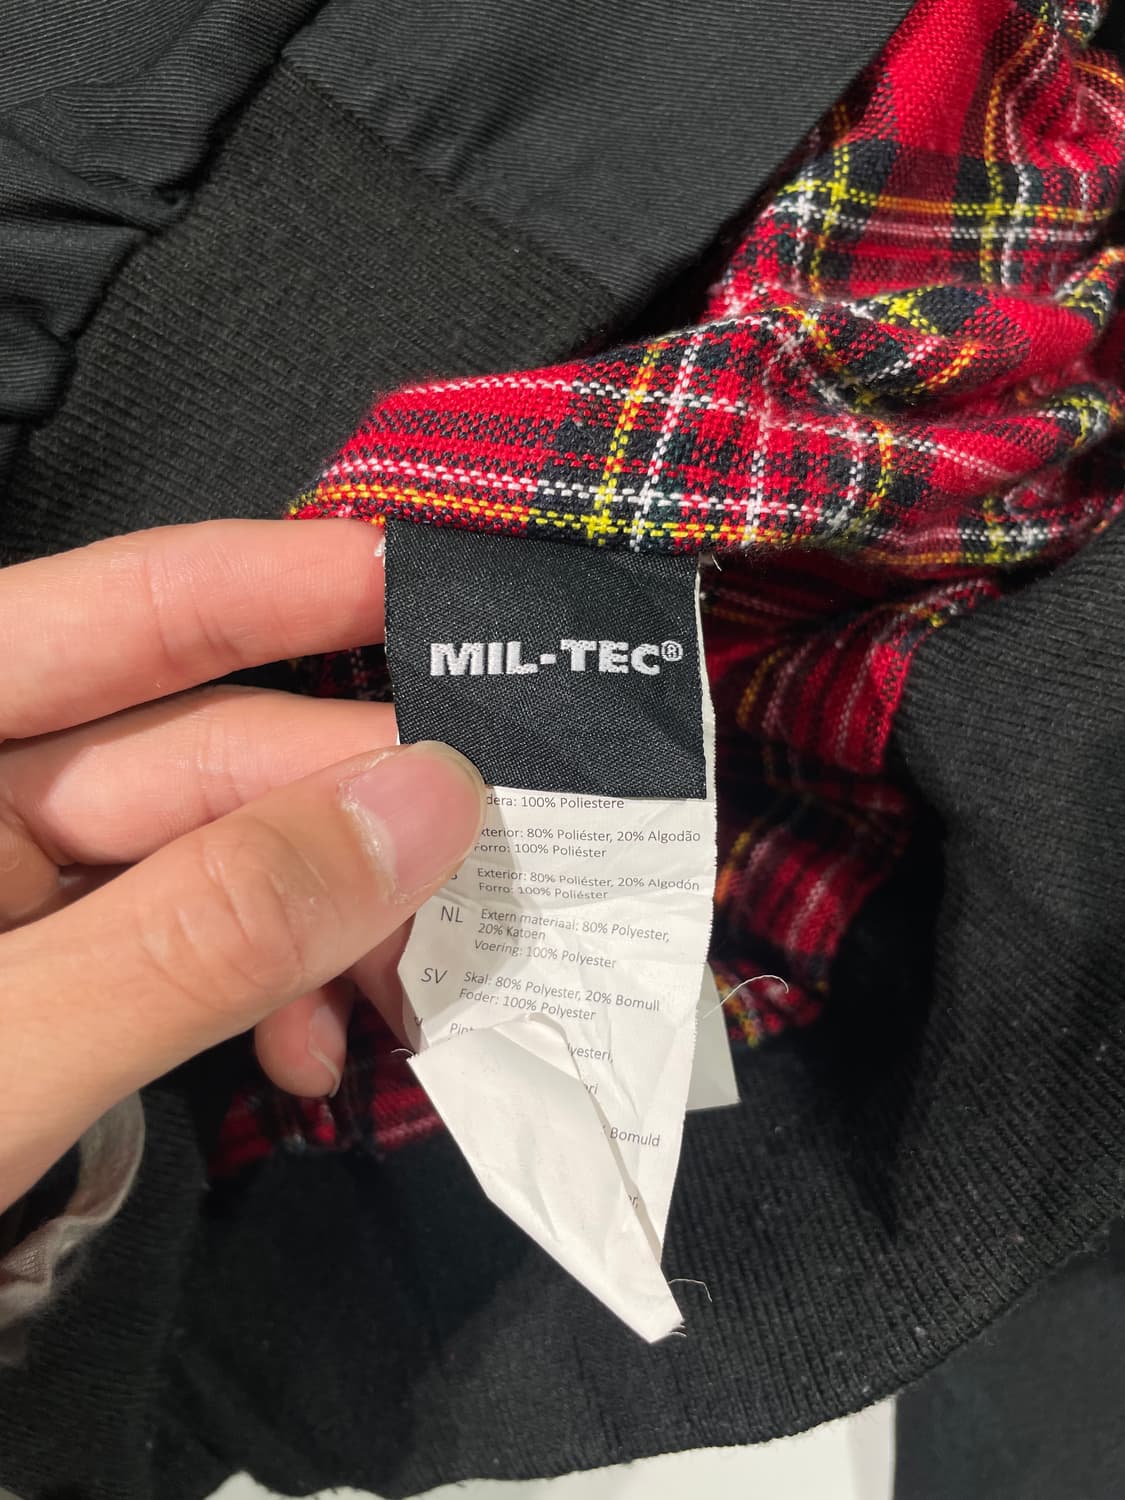 MIL-TEC®
dera: 100% Poliestere
xterior: 80% Poliéster, 20% Algodão
Forro: 100% Poliéster
Exterior: 80% Poliéster, 20% Algodón
Forro: 100% Poliéster
NL Extern materiaal: 80% Polyester,
20% Katoen
Voering: 100% Polyester
SV Skal: 80% Polyester, 20% Bomull
Foder: 100% Polyester
lyesteri,
Bomuld